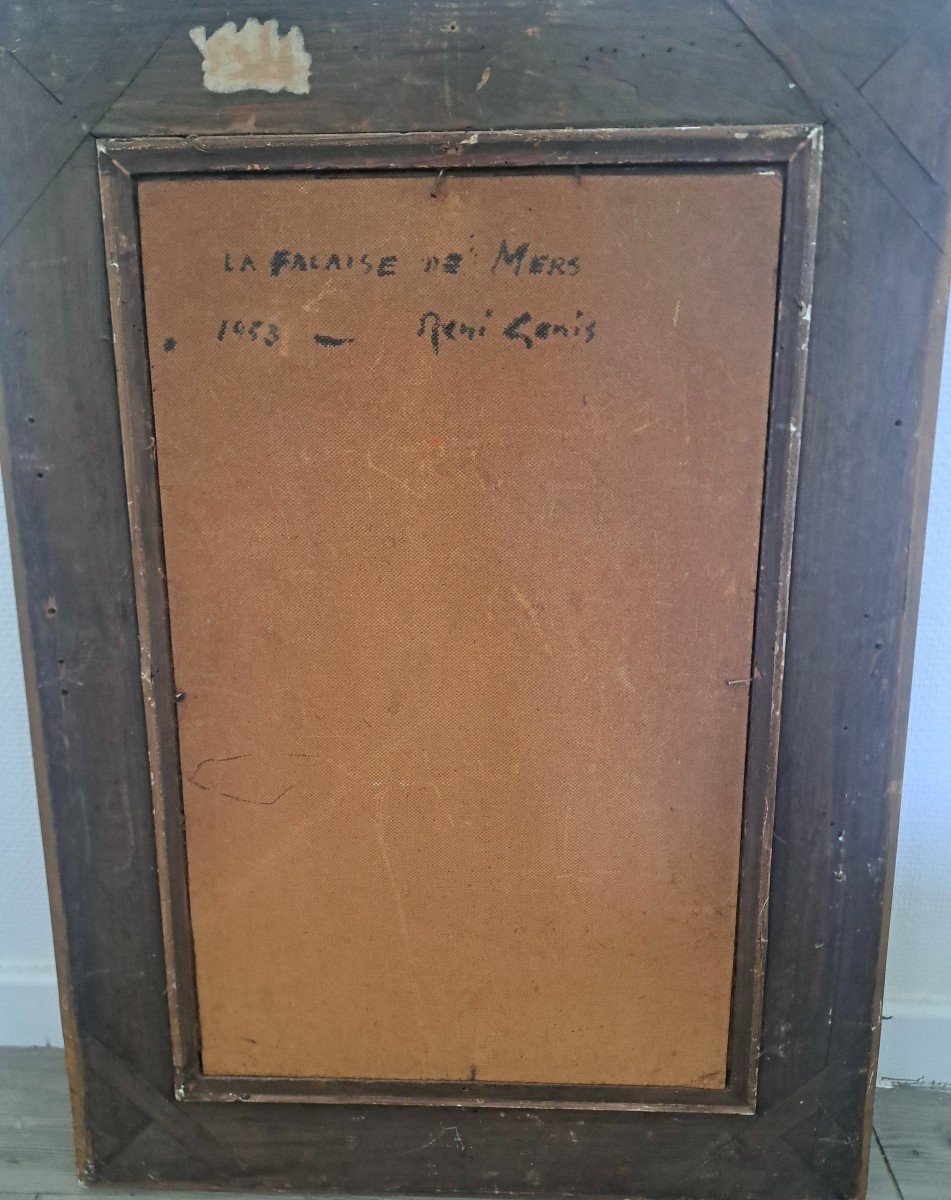 LA FALAISE DE MERS
. 1953 — René Genis